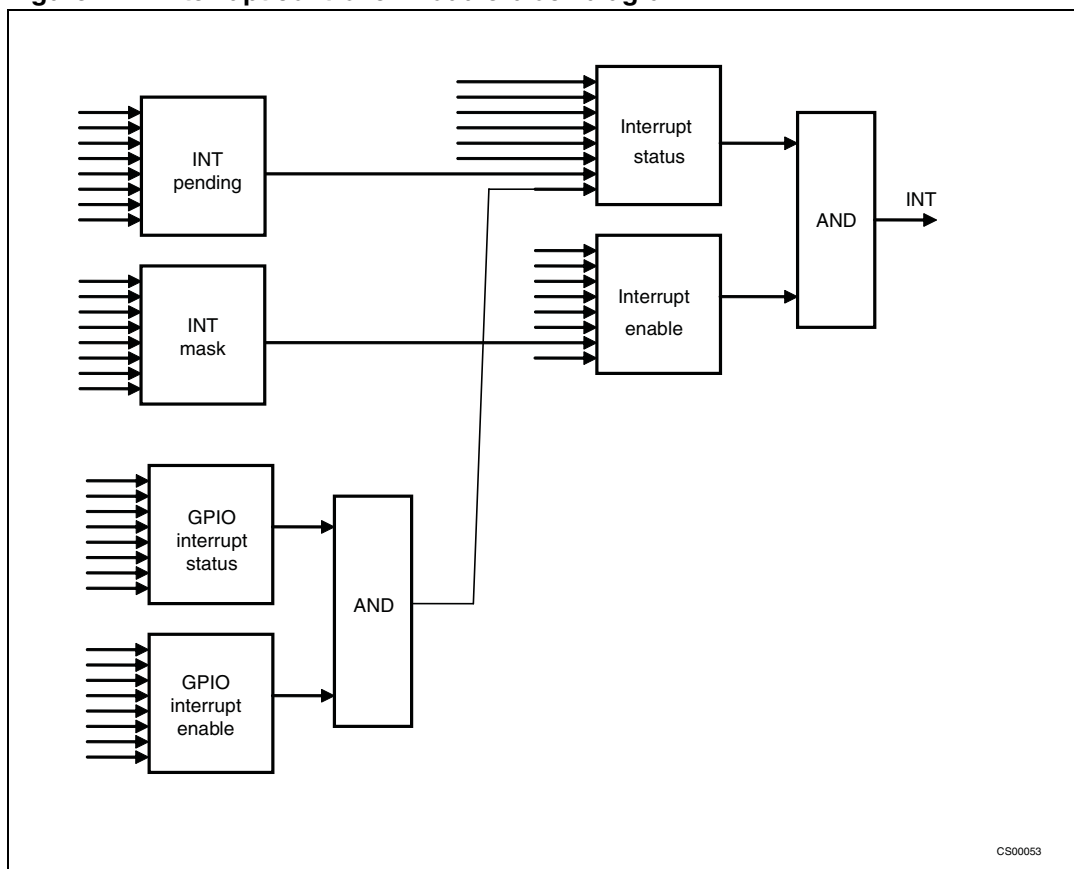 INT
pending
INT
mask
GPIO
interrupt
status
GPIO
interrupt
enable
AND
Interrupt
status
Interrupt
enable
AND
INT
CS00053